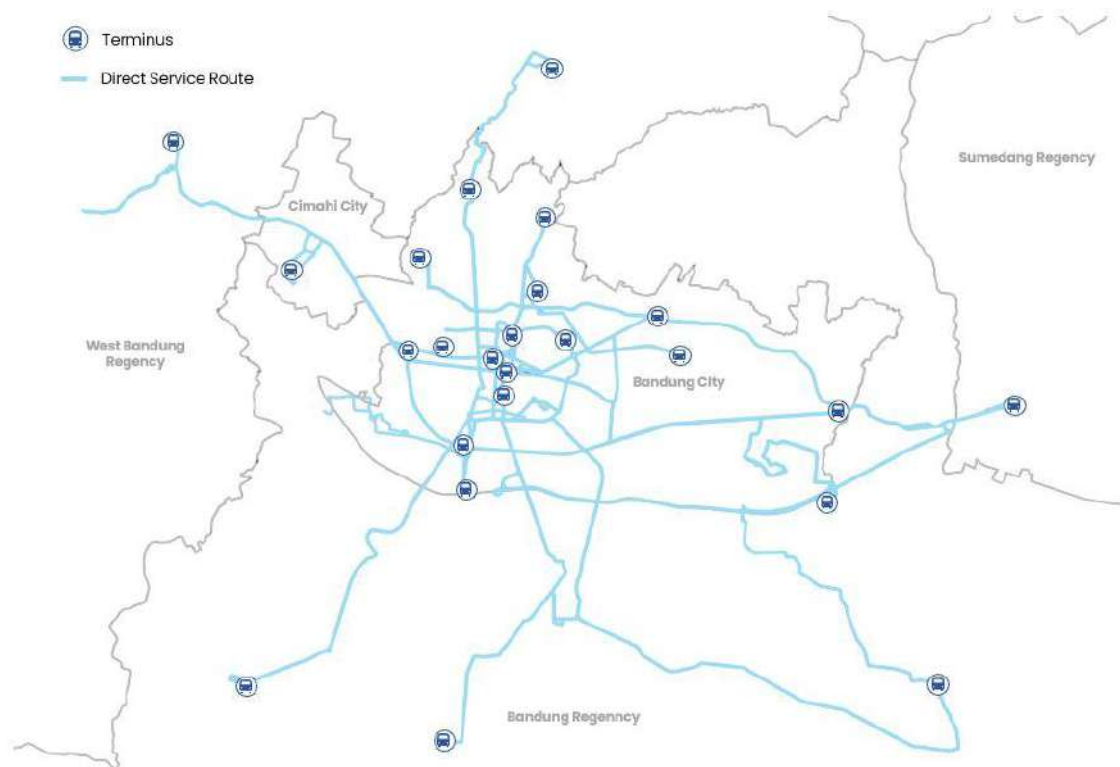 Terminus
Direct Service Route
Sumedang Regency
Cimahi City
West Bandung
Regency
Bandung City
Bandung Regenncy